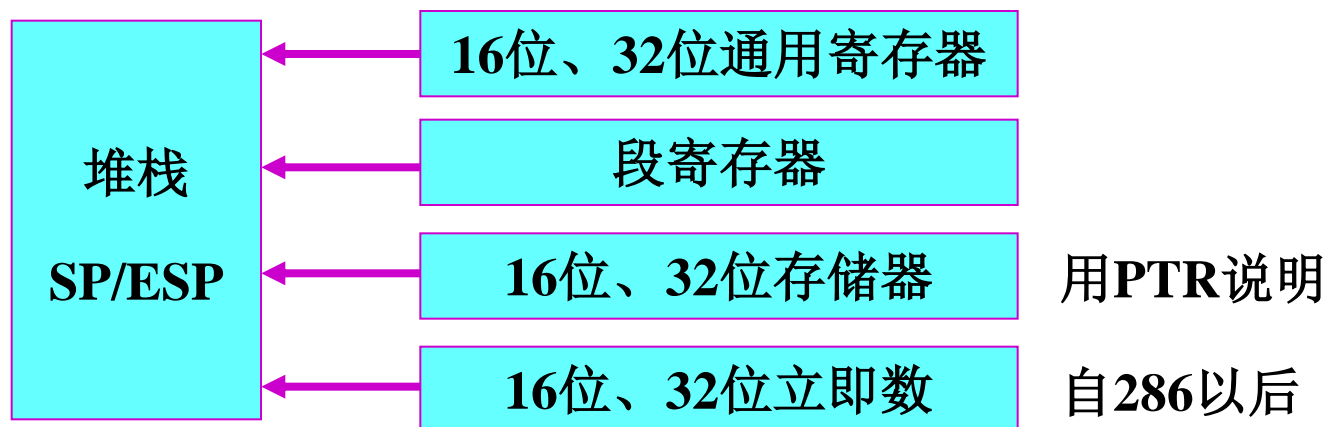 16位、32位通用寄存器
堆栈
SP/ESP
段寄存器
16位、32位存储器 用PTR说明
16位、32位立即数 自286以后